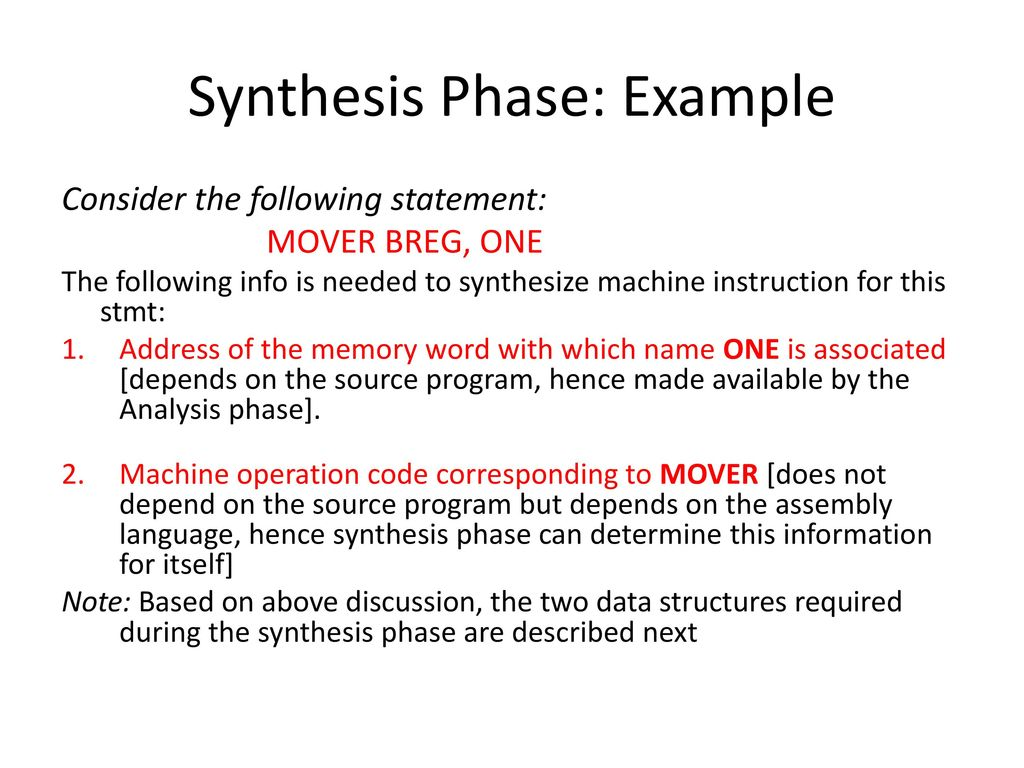 Synthesis Phase: Example
Consider the following statement:
MOVER BREG, ONE
The following info is needed to synthesize machine instruction for this
stmt:
1. Address of the memory word with which name ONE is associated
[depends on the source program, hence made available by the
Analysis phase].
2. Machine operation code corresponding to MOVER [does not
depend on the source program but depends on the assembly
language, hence synthesis phase can determine this information
for itself]
Note: Based on above discussion, the two data structures required
during the synthesis phase are described next